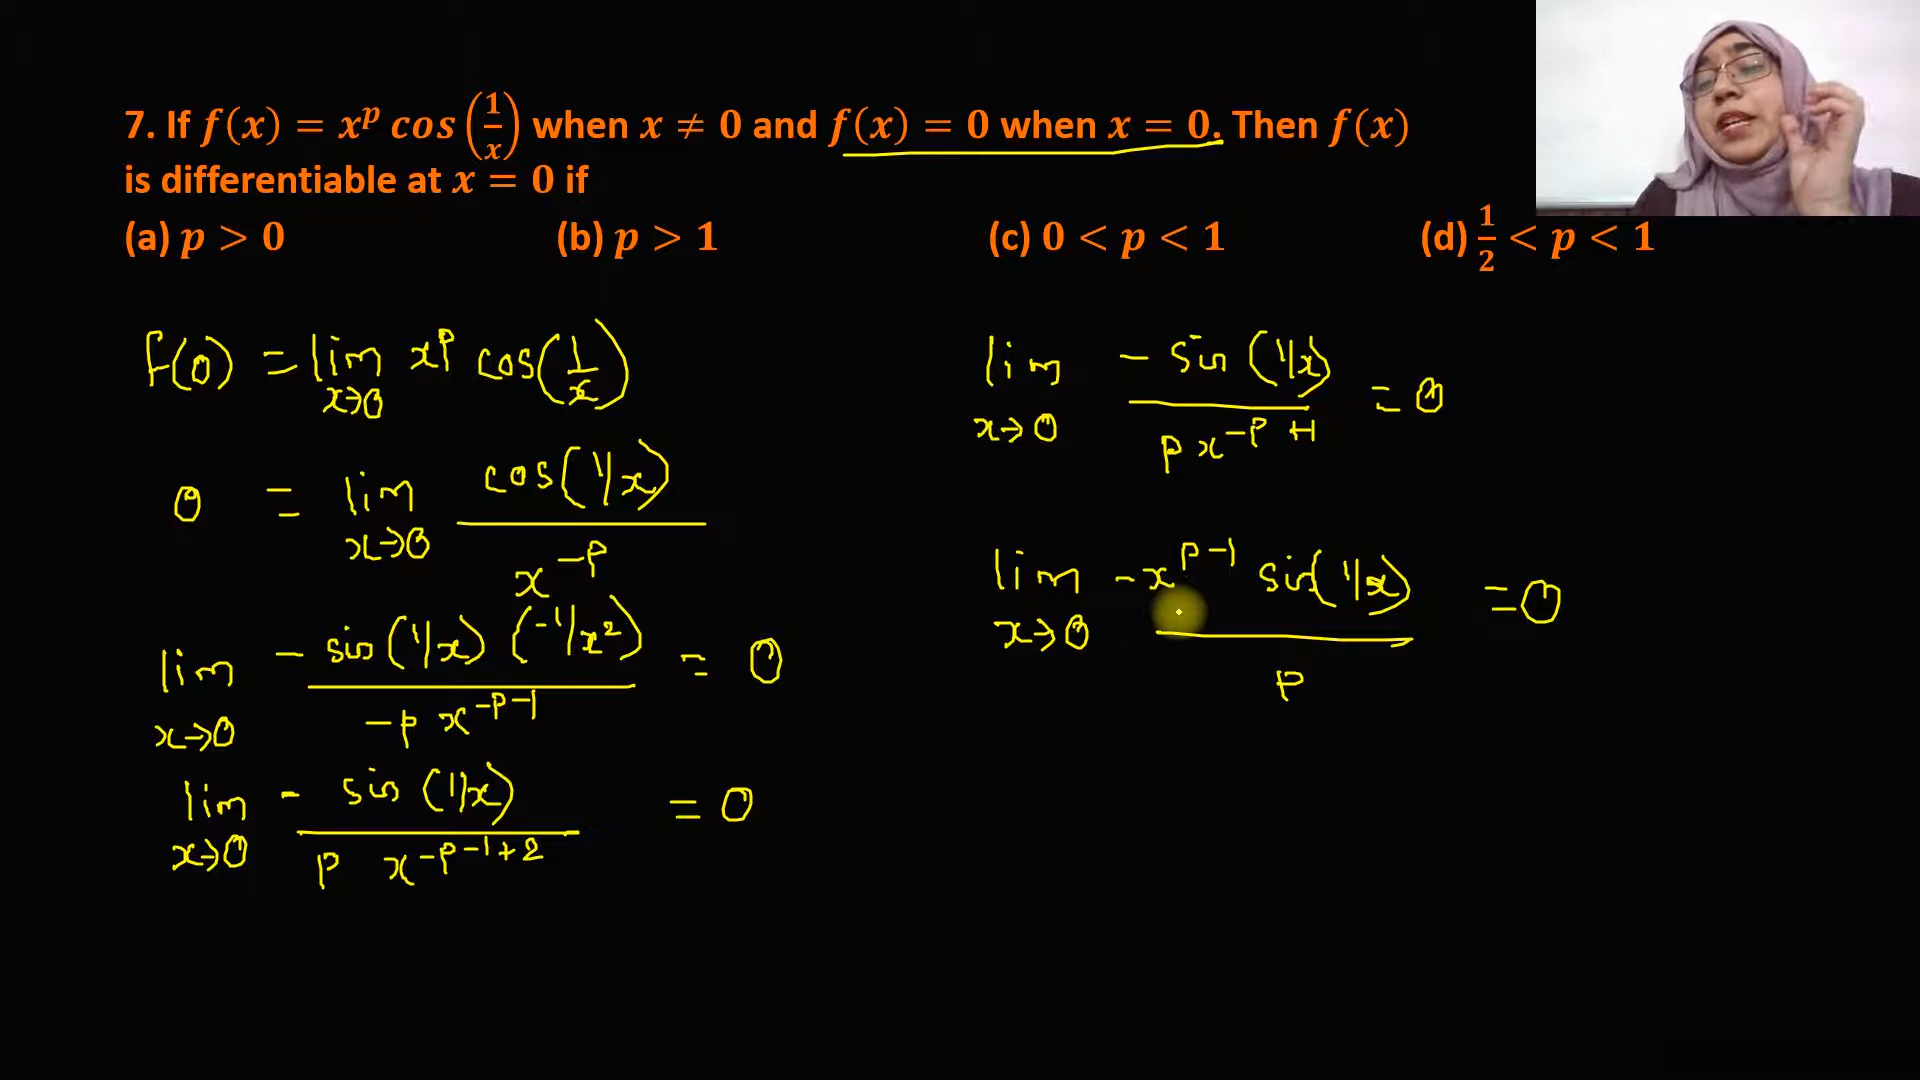 7. If f(x) = x^p cos(1/x) when x ≠ 0 and f(x) = 0 when x = 0. Then f(x)
is differentiable at x = 0 if
(a) p > 0 (b) p > 1 (c) 0 < p < 1 (d) 1/2 < p < 1
f(0) = lim x→0 x^p cos(1/x)
0 = lim x→0 cos(1/x) / x^-p
lim x→0 - sin(1/x) (-1/x^2) / -p x^-p-1 = 0
lim x→0 - sin(1/x) / p x^-p-1+2 = 0
lim x→0 - sin(1/x) / p x^-p+1 = 0
lim x→0 -x^p-1 sin(1/x) / p = 0